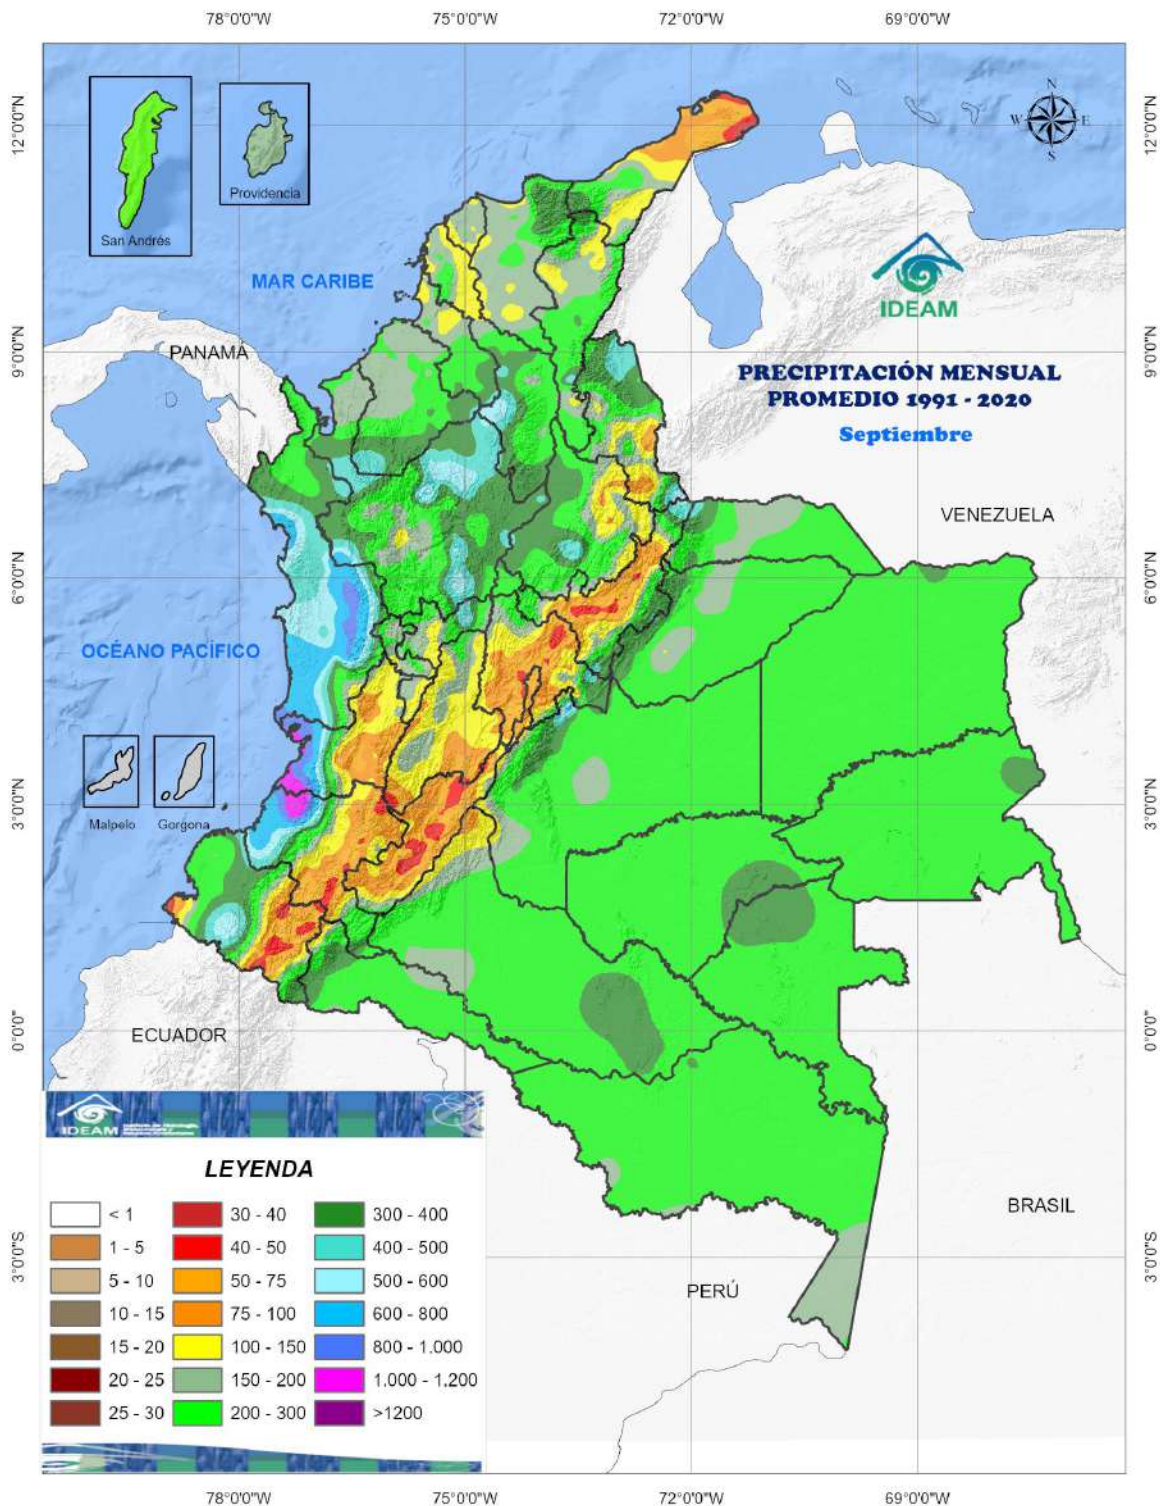 78°0'0"W 75°0'0"W 72°0'0"W 69°0'0"W
12°0'0"N
12°0'0"N
N
W
E
S
San Andrés
Providencia
MAR CARIBE
IDEAM
9°0'0"N
9°0'0"N
PANAMÁ
PRECIPITACIÓN MENSUAL
PROMEDIO 1991 - 2020
Septiembre
VENEZUELA
6°0'0"N
6°0'0"N
OCÉANO PACÍFICO
Malpelo
Gorgona
3°0'0"N
3°0'0"N
ECUADOR
0°0'0"
0°0'0"
IDEAM
LEYENDA
< 1
1 - 5
5 - 10
10 - 15
15 - 20
20 - 25
25 - 30
30 - 40
40 - 50
50 - 75
75 - 100
100 - 150
150 - 200
200 - 300
300 - 400
400 - 500
500 - 600
600 - 800
800 - 1.000
1.000 - 1.200
>1200
BRASIL
PERÚ
3°0'0"S
3°0'0"S
78°0'0"W 75°0'0"W 72°0'0"W 69°0'0"W